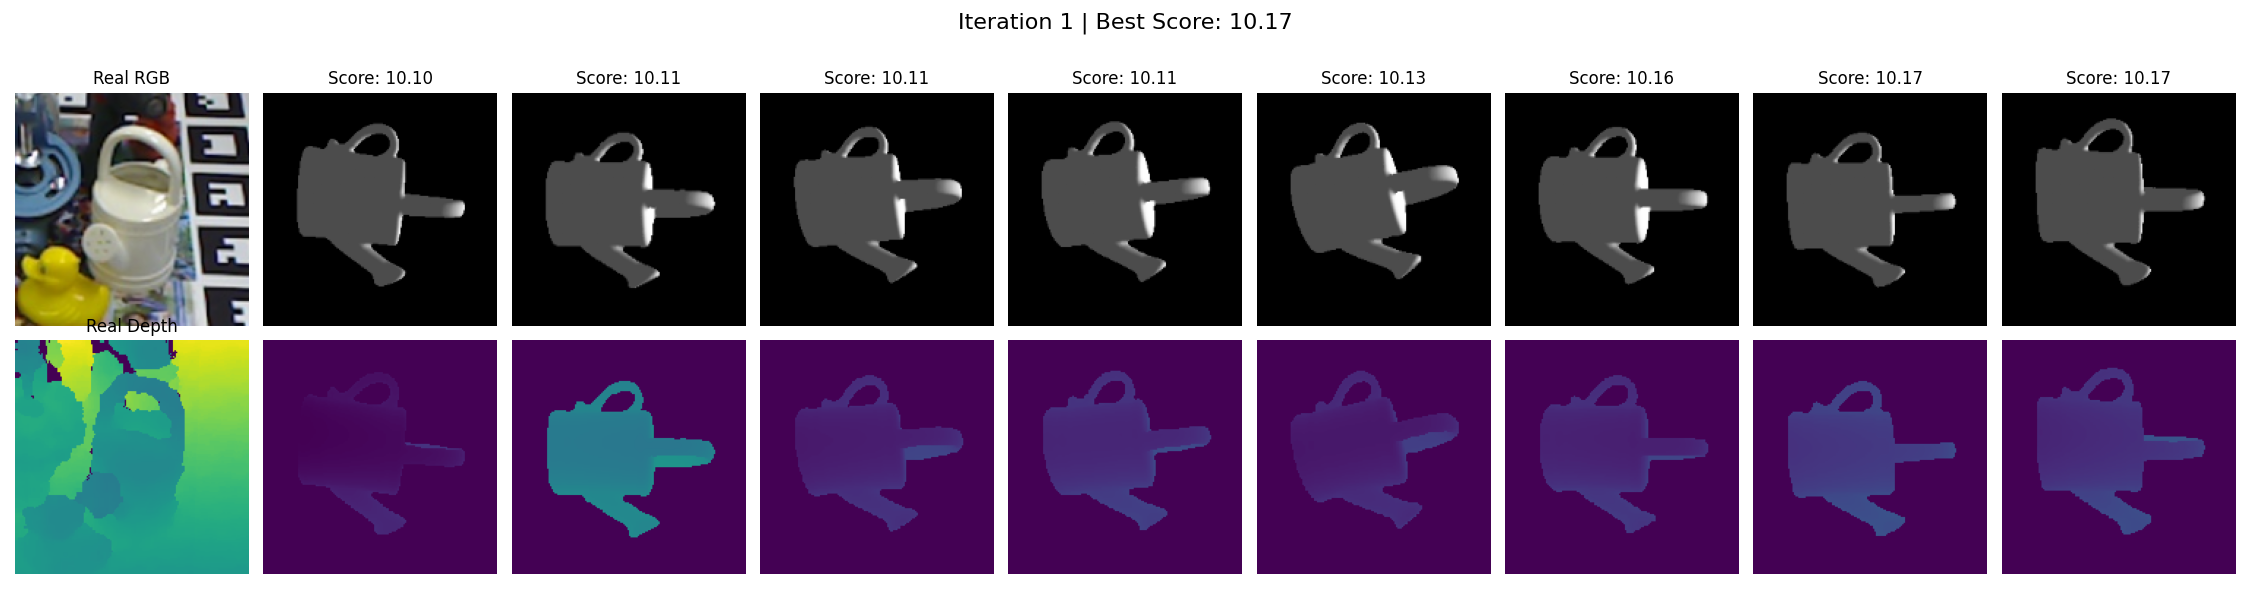 Iteration 1 | Best Score: 10.17
Real RGB
Score: 10.10
Score: 10.11
Score: 10.11
Score: 10.11
Score: 10.13
Score: 10.16
Score: 10.17
Score: 10.17
Real Depth